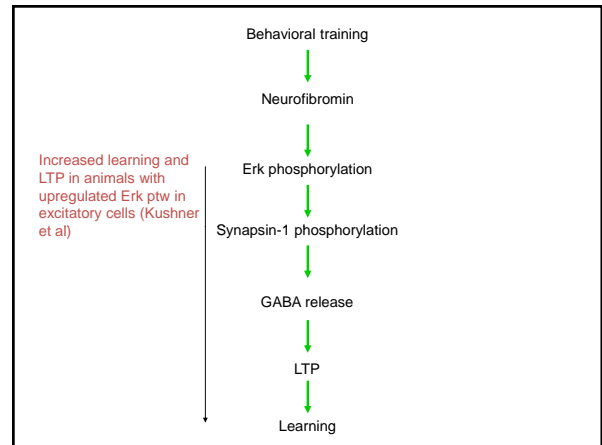 Behavioral training
Neurofibromin
Increased learning and
LTP in animals with
upregulated Erk ptw in
excitatory cells (Kushner
et al)
Erk phosphorylation
Synapsin-1 phosphorylation
GABA release
LTP
Learning